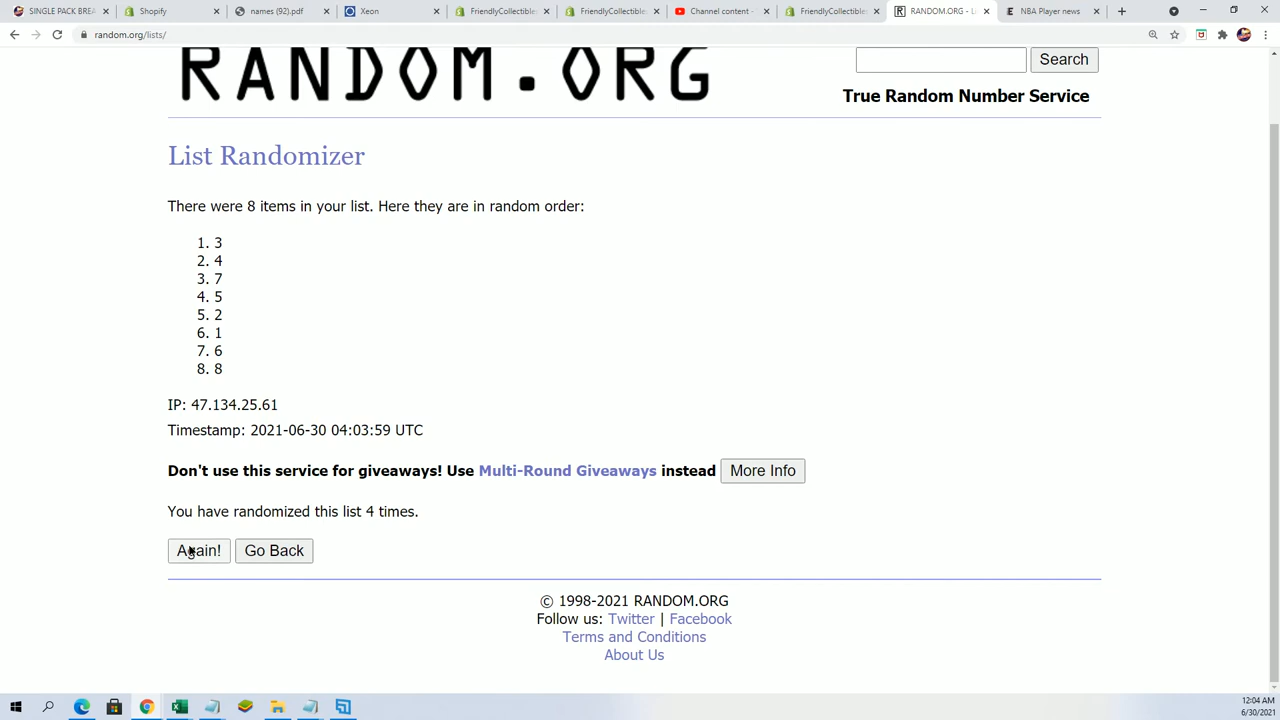 SINGLE PACK BREA
Shopify
names (92).pdf
Xeon
FriendlyCollectible
FriendlyCollectible
Channel content -
FriendlyCollectible
RANDOM.ORG - Li
NBA Player news
random.org/lists/
RANDOM.ORG
Search
True Random Number Service
List Randomizer
There were 8 items in your list. Here they are in random order:
1. 3
2. 4
3. 7
4. 5
5. 2
6. 1
7. 6
8. 8
IP: 47.134.25.61
Timestamp: 2021-06-30 04:03:59 UTC
Don't use this service for giveaways! Use Multi-Round Giveaways instead More Info
You have randomized this list 4 times.
Again! Go Back
© 1998-2021 RANDOM.ORG
Follow us: Twitter | Facebook
Terms and Conditions
About Us
12:04 AM
6/30/2021